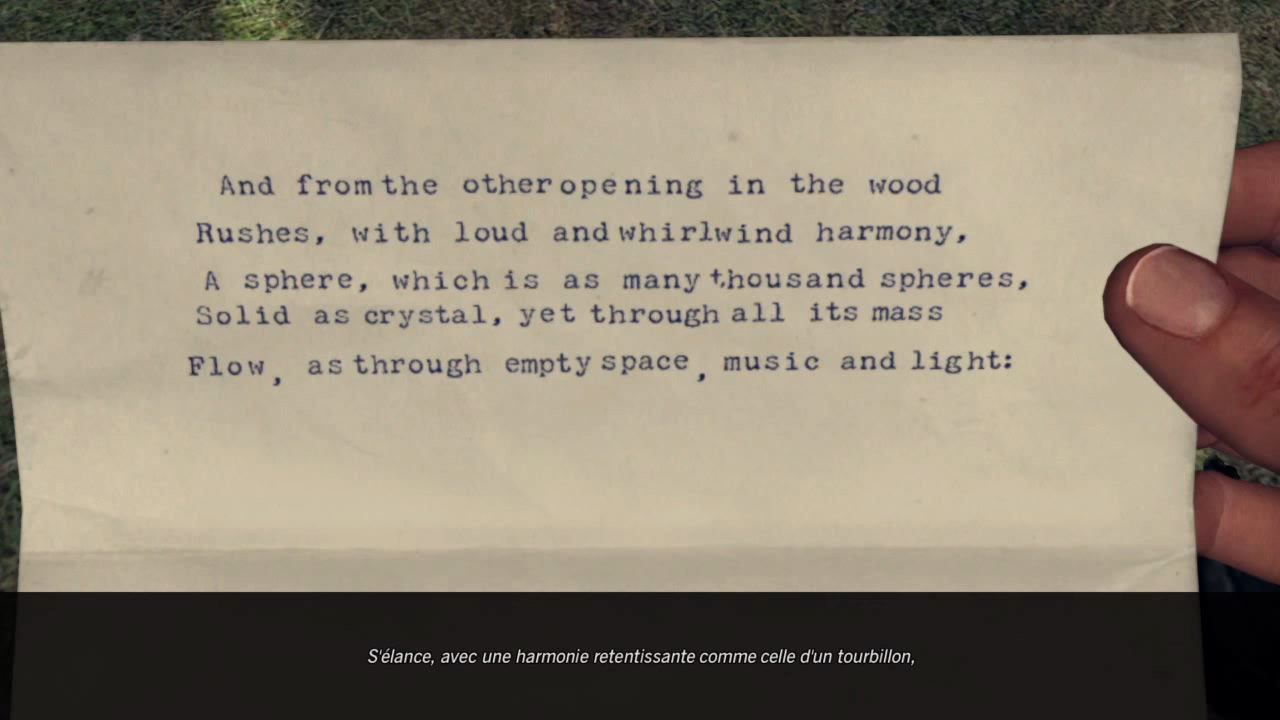 And from the other opening in the wood
Rushes, with loud and whirlwind harmony,
A sphere, which is as many thousand spheres,
Solid as crystal, yet through all its mass
Flow, as through empty space, music and light:
S'élance, avec une harmonie retentissante comme celle d'un tourbillon,